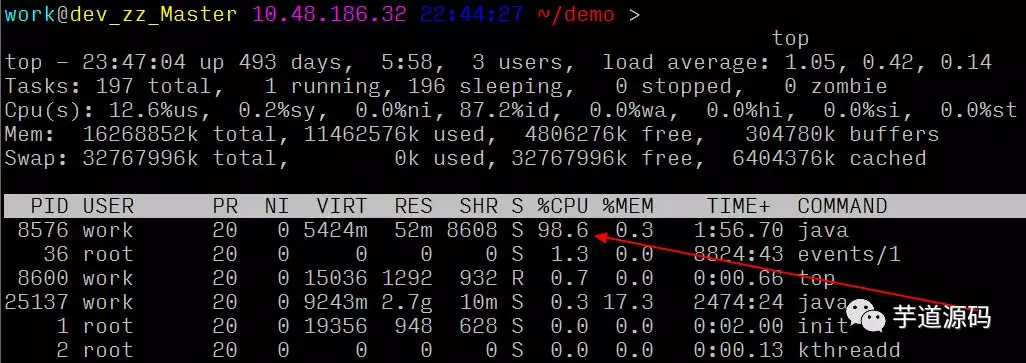 work@dev_zz_Master 10.48.186.32 22:44:27 ~/demo >
top
top - 23:47:04 up 493 days,  5:58,  3 users,  load average: 1.05, 0.42, 0.14
Tasks: 197 total,   1 running, 196 sleeping,   0 stopped,   0 zombie
Cpu(s): 12.6%us,  0.2%sy,  0.0%ni, 87.2%id,  0.0%wa,  0.0%hi,  0.0%si,  0.0%st
Mem:  16268852k total, 11462576k used,  4806276k free,   304780k buffers
Swap: 32767996k total,        0k used, 32767996k free,  6404376k cached
PID USER      PR  NI  VIRT  RES  SHR S %CPU %MEM    TIME+  COMMAND
8576 work      20   0 5424m  52m 8608 S 98.6  0.3   1:56.70 java
36 root      20   0     0    0    0 S  1.3  0.0   8824:43 events/1
8600 work      20   0 15036 1292  932 R  0.7  0.0   0:00.66 top
25137 work      20   0 9243m 2.7g  10m S  0.3 17.3   2474:24 java
1 root      20   0 19356  948  628 S  0.0  0.0   0:02.00 init
2 root      20   0     0    0    0 S  0.0  0.0   0:00.13 kthreadd
芋道源码